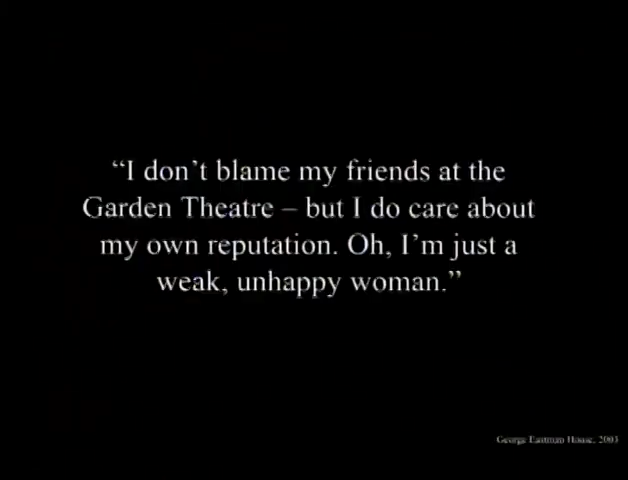 “I don’t blame my friends at the
Garden Theatre – but I do care about
my own reputation. Oh, I’m just a
weak, unhappy woman.”
George Eastman House, 2003